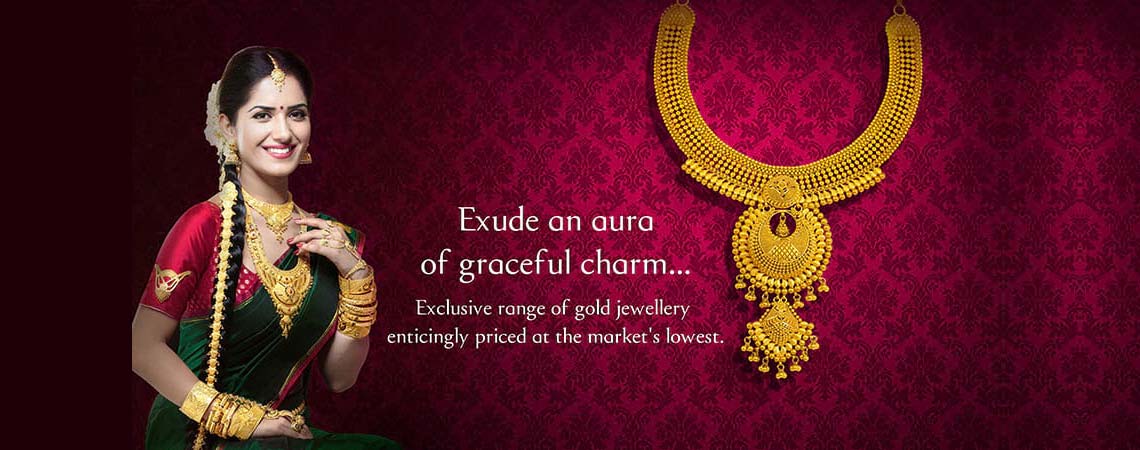 Exude an aura
of graceful charm...
Exclusive range of gold jewellery
enticingly priced at the market's lowest.